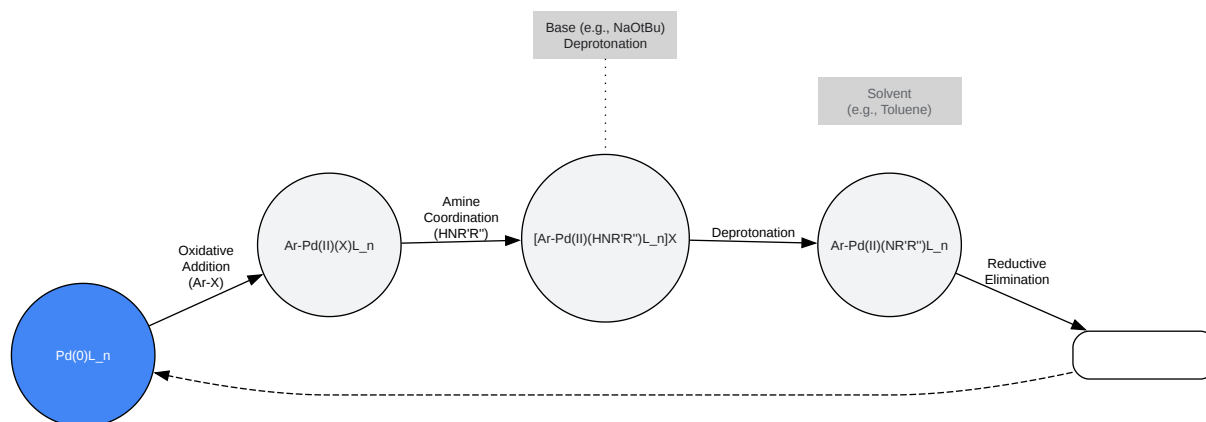 Base (e.g., NaOtBu)
Deprotonation
Solvent
(e.g., Toluene)
Amine
Coordination
(HNR'R")
Oxidative
Addition
(Ar-X)
Ar-Pd(II)(X)L_n
[Ar-Pd(II)(HNR'R")L_n]X
Deprotonation
Ar-Pd(II)(NR'R")L_n
Reductive
Elimination
Pd(0)L_n